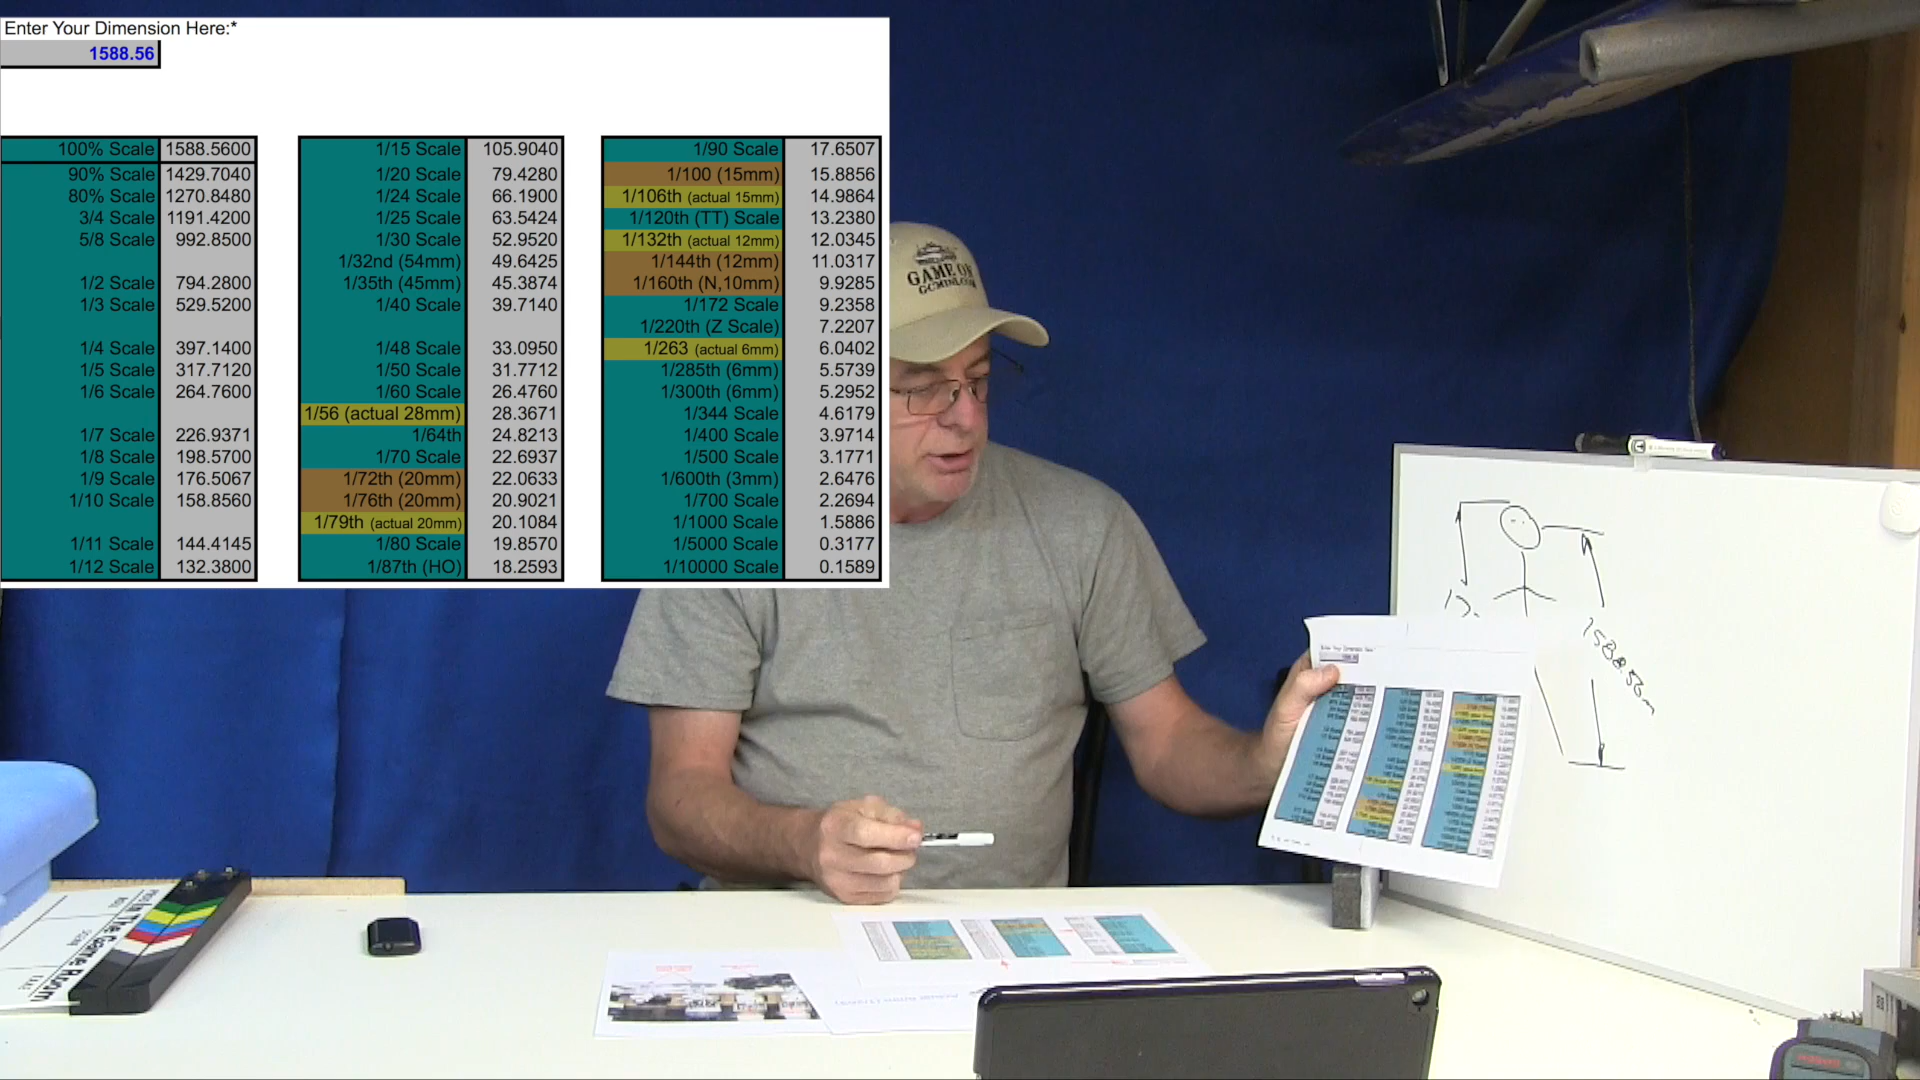 Enter Your Dimension Here:*
1588.56
100% Scale 1588.5600
90% Scale 1429.7040
80% Scale 1270.8480
3/4 Scale 1191.4200
5/8 Scale 992.8500
1/2 Scale 794.2800
1/3 Scale 529.5200
1/4 Scale 397.1400
1/5 Scale 317.7120
1/6 Scale 264.7600
1/7 Scale 226.9371
1/8 Scale 198.5700
1/9 Scale 176.5067
1/10 Scale 158.8560
1/11 Scale 144.4145
1/12 Scale 132.3800
1/15 Scale 105.9040
1/20 Scale 79.4280
1/24 Scale 66.1900
1/25 Scale 63.5424
1/30 Scale 52.9520
1/32nd (54mm) 49.6425
1/35th (45mm) 45.3874
1/40 Scale 39.7140
1/48 Scale 33.0950
1/50 Scale 31.7712
1/60 Scale 26.4760
1/56 (actual 28mm) 28.3671
1/64th 24.8213
1/70 Scale 22.6937
1/72th (20mm) 22.0633
1/76th (20mm) 20.9021
1/79th (actual 20mm) 20.1084
1/80 Scale 19.8570
1/87th (HO) 18.2593
1/90 Scale 17.6507
1/100 (15mm) 15.8856
1/106th (actual 15mm) 14.9864
1/120th (TT) Scale 13.2380
1/132th (actual 12mm) 12.0345
1/144th (12mm) 11.0317
1/160th (N,10mm) 9.9285
1/172 Scale 9.2358
1/220th (Z Scale) 7.2207
1/263 (actual 6mm) 6.0402
1/285th (6mm) 5.5739
1/300th (6mm) 5.2952
1/344 Scale 4.6179
1/400 Scale 3.9714
1/500 Scale 3.1771
1/600th (3mm) 2.6476
1/700 Scale 2.2694
1/1000 Scale 1.5886
1/5000 Scale 0.3177
1/10000 Scale 0.1589
GAME ON
GCMINI.COM
1588.56m
In The Game Room